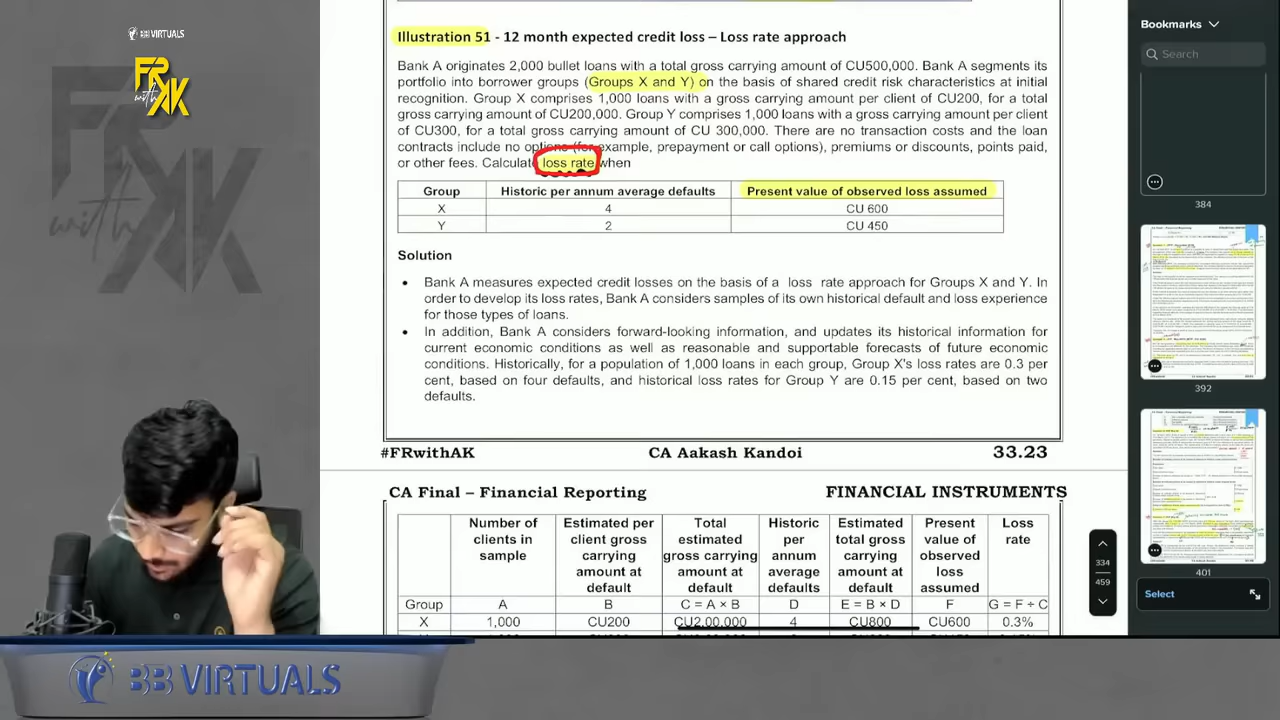 BB VIRTUALS
FR
with
AK
FR
with
AK
Illustration 51 - 12 month expected credit loss – Loss rate approach
Bank A originates 2,000 bullet loans with a total gross carrying amount of CU500,000. Bank A segments its
portfolio into borrower groups (Groups X and Y) on the basis of shared credit risk characteristics at initial
recognition. Group X comprises 1,000 loans with a gross carrying amount per client of CU200, for a total
gross carrying amount of CU200,000. Group Y comprises 1,000 loans with a gross carrying amount per client
of CU300, for a total gross carrying amount of CU 300,000. There are no transaction costs and the loan
contracts include no options (for example, prepayment or call options), premiums or discounts, points paid,
or other fees. Calculate loss rate when
Group Historic per annum average defaults Present value of observed loss assumed
X 4 CU 600
Y 2 CU 450
Solution
• Bank expected credit losses on the basis of loss rate approach for Groups X and Y. In
order to develop loss rates, Bank A considers samples of its own historical default and loss experience
for those types of loans.
• In addition, Bank A considers forward-looking information, and updates its historical information for
current economic conditions as well as reasonable and supportable forecasts of future economic
conditions. Historically, for a population of 1,000 loans in each group, Group X's loss rates are 0.3 per
cent, based on four defaults, and historical loss rates for Group Y are 0.15 per cent, based on two
defaults.
#FRwithAK CA Aakash Kandoi 33.23
CA Final – Financial Reporting FINANCIAL INSTRUMENTS
Number of clients in sample Estimated per client gross carrying amount at default Total estimated gross carrying amount at default Historic per annum average defaults Estimated total gross carrying amount at default Present value of observed loss assumed Loss rate
Group A B C = A × B D E = B × D F G = F ÷ C
X 1,000 CU200 CU2,00,000 4 CU800 CU600 0.3%
Bookmarks
Search
384
392
401
334
459
Select
BB VIRTUALS